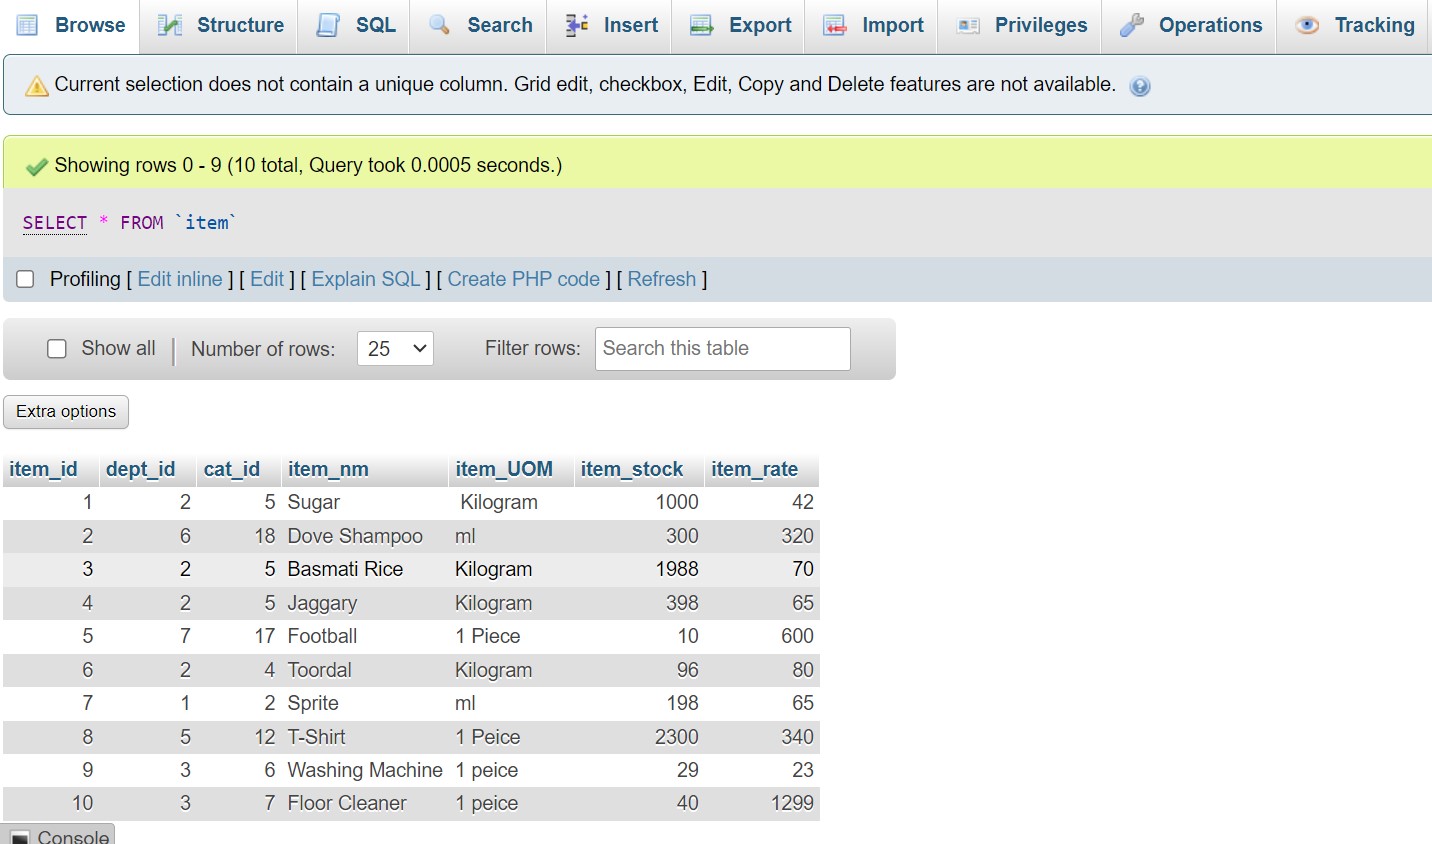 Browse Structure SQL Search Insert Export Import Privileges Operations Tracking
Current selection does not contain a unique column. Grid edit, checkbox, Edit, Copy and Delete features are not available.
Showing rows 0 - 9 (10 total, Query took 0.0005 seconds.)
SELECT * FROM `item`
Profiling [ Edit inline ] [ Edit ] [ Explain SQL ] [ Create PHP code ] [ Refresh ]
Show all | Number of rows: 25 Filter rows: Search this table
Extra options
item_id dept_id cat_id item_nm item_UOM item_stock item_rate
1 2 5 Sugar Kilogram 1000 42
2 6 18 Dove Shampoo ml 300 320
3 2 5 Basmati Rice Kilogram 1988 70
4 2 5 Jaggary Kilogram 398 65
5 7 17 Football 1 Piece 10 600
6 2 4 Toordal Kilogram 96 80
7 1 2 Sprite ml 198 65
8 5 12 T-Shirt 1 Peice 2300 340
9 3 6 Washing Machine 1 peice 29 23
10 3 7 Floor Cleaner 1 peice 40 1299
Console